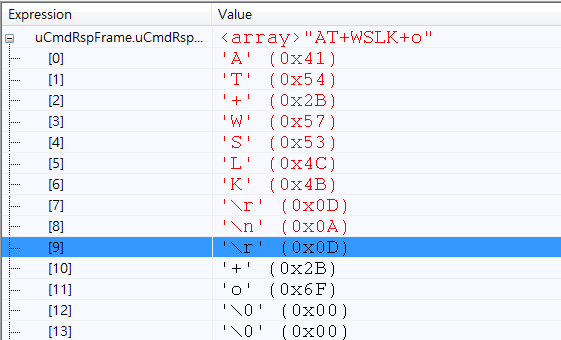 Expression Value
uCmdRspFrame.uCmdRsp... <array>"AT+WSLK+o"
[0] 'A' (0x41)
[1] 'T' (0x54)
[2] '+' (0x2B)
[3] 'W' (0x57)
[4] 'S' (0x53)
[5] 'L' (0x4C)
[6] 'K' (0x4B)
[7] '\r' (0x0D)
[8] '\n' (0x0A)
[9] '\r' (0x0D)
[10] '+' (0x2B)
[11] 'o' (0x6F)
[12] '\0' (0x00)
[13] '\0' (0x00)